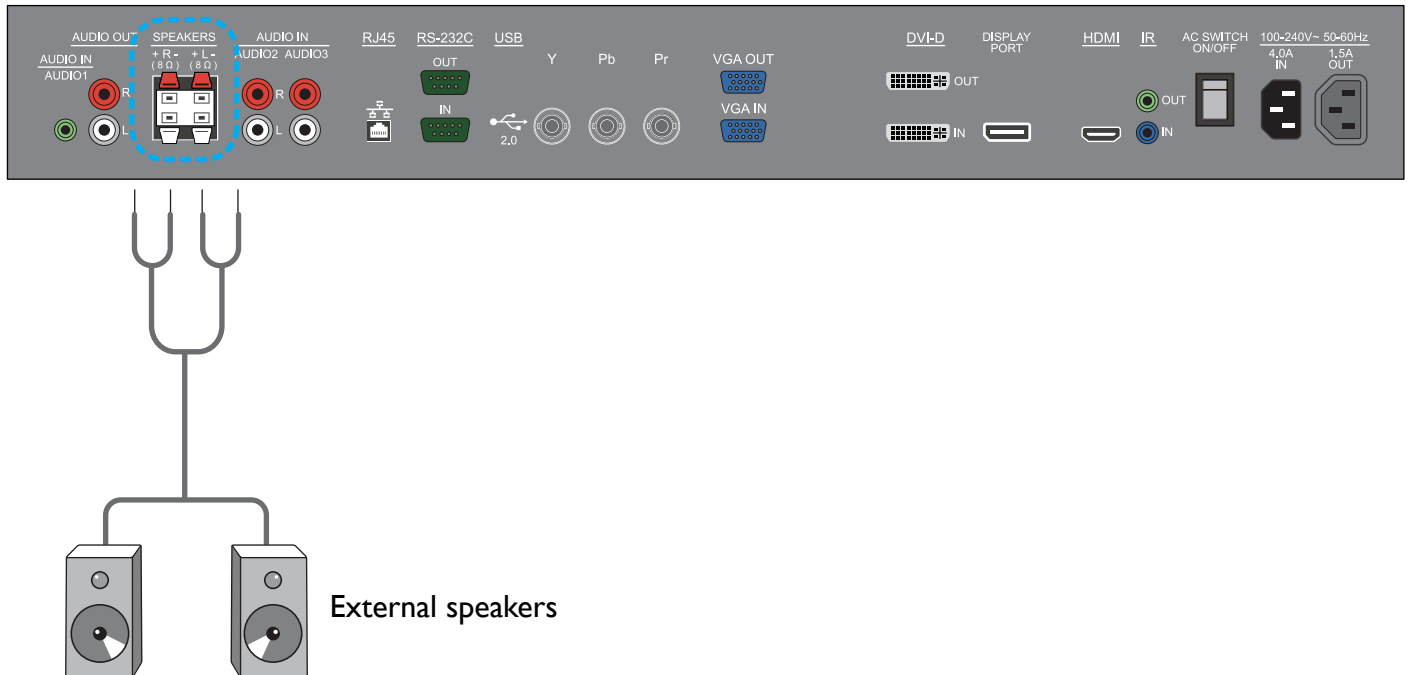 AUDIO OUT
SPEAKERS
AUDIO IN
RJ45
RS-232C
USB
DVI-D
DISPLAY
PORT
HDMI
IR
AC SWITCH
ON/OFF
100-240V~ 50-60Hz
AUDIO IN
AUDIO1
+ R - + L -
(8Ω) (8Ω)
AUDIO2 AUDIO3
OUT
Y
Pb
Pr
VGA OUT
4.0A
IN
1.5A
OUT
R
R
OUT
OUT
IN
VGA IN
L
L
2.0
IN
IN
External speakers